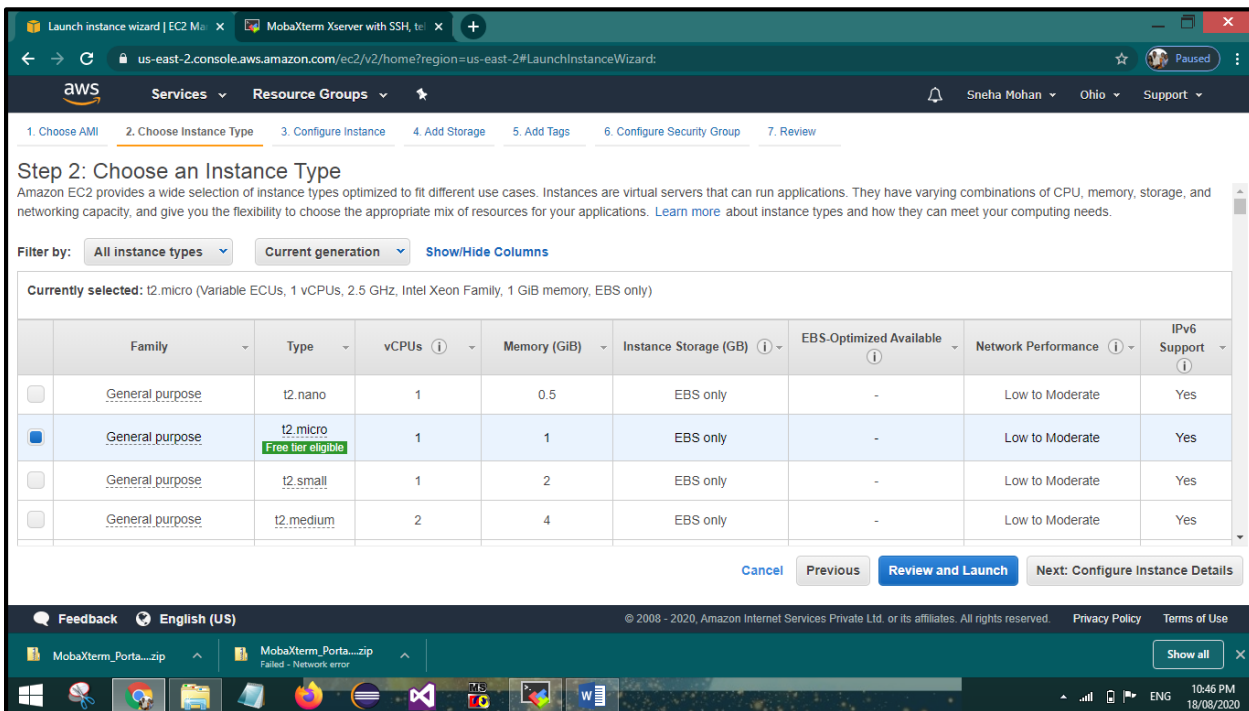 Launch instance wizard | EC2 Ma
MobaXterm Xserver with SSH, tel
us-east-2.console.aws.amazon.com/ec2/v2/home?region=us-east-2#LaunchInstanceWizard:
Paused
aws
Services
Resource Groups
Sneha Mohan
Ohio
Support
1. Choose AMI
2. Choose Instance Type
3. Configure Instance
4. Add Storage
5. Add Tags
6. Configure Security Group
7. Review
Step 2: Choose an Instance Type
Amazon EC2 provides a wide selection of instance types optimized to fit different use cases. Instances are virtual servers that can run applications. They have varying combinations of CPU, memory, storage, and
networking capacity, and give you the flexibility to choose the appropriate mix of resources for your applications. Learn more about instance types and how they can meet your computing needs.
Filter by: All instance types Current generation Show/Hide Columns
Currently selected: t2.micro (Variable ECUs, 1 vCPUs, 2.5 GHz, Intel Xeon Family, 1 GiB memory, EBS only)
Family Type vCPUs Memory (GiB) Instance Storage (GB) EBS-Optimized Available Network Performance IPv6 Support
General purpose t2.nano 1 0.5 EBS only - Low to Moderate Yes
General purpose t2.micro Free tier eligible 1 1 EBS only - Low to Moderate Yes
General purpose t2.small 1 2 EBS only - Low to Moderate Yes
General purpose t2.medium 2 4 EBS only - Low to Moderate Yes
Cancel Previous Review and Launch Next: Configure Instance Details
Feedback English (US) © 2008 - 2020, Amazon Internet Services Private Ltd. or its affiliates. All rights reserved. Privacy Policy Terms of Use
MobaXterm_Porta....zip
MobaXterm_Porta....zip
Failed - Network error
Show all
ENG
10:46 PM
18/08/2020